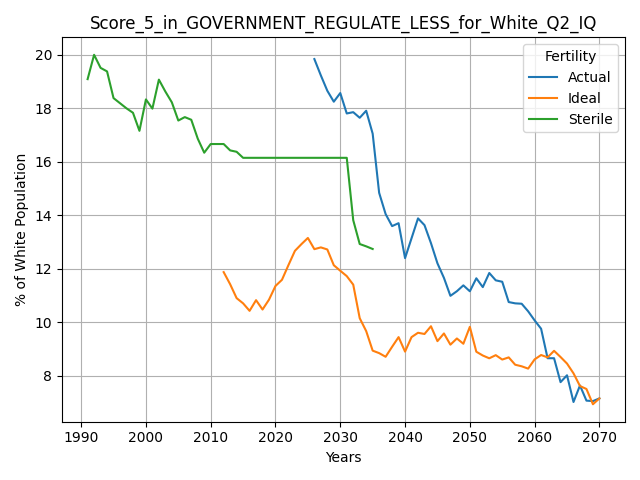 Score_5_in_GOVERNMENT_REGULATE_LESS_for_White_Q2_IQ
% of White Population
20
18
16
14
12
10
8
Fertility
Actual
Ideal
Sterile
1990 2000 2010 2020 2030 2040 2050 2060 2070
Years